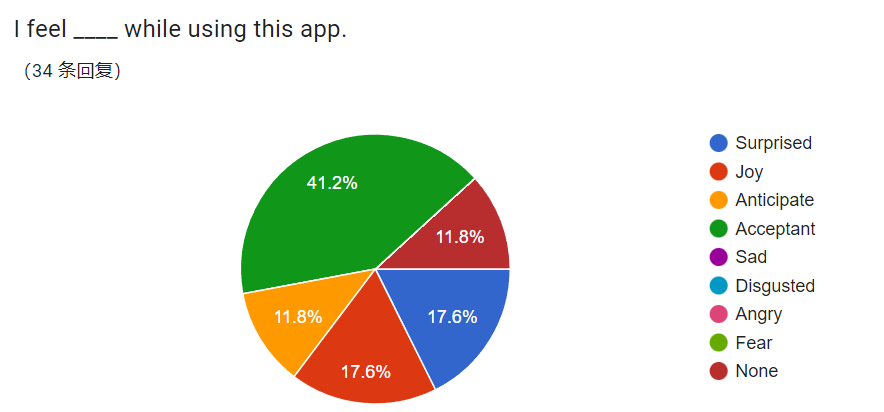 I feel ____ while using this app.
（34 条回复）
41.2%
11.8%
11.8%
17.6%
17.6%
Surprised
Joy
Anticipate
Acceptant
Sad
Disgusted
Angry
Fear
None